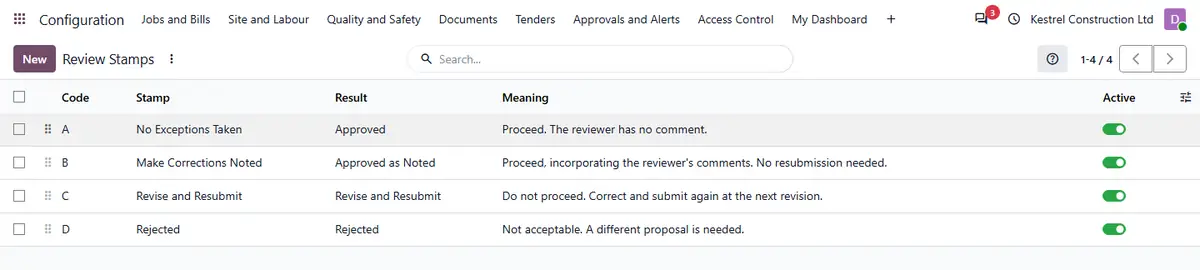 Configuration Jobs and Bills Site and Labour Quality and Safety Documents Tenders Approvals and Alerts Access Control My Dashboard + 3 Kestrel Construction Ltd D
New Review Stamps Search... 1-4 / 4
Code Stamp Result Meaning Active
A No Exceptions Taken Approved Proceed. The reviewer has no comment.
B Make Corrections Noted Approved as Noted Proceed, incorporating the reviewer's comments. No resubmission needed.
C Revise and Resubmit Revise and Resubmit Do not proceed. Correct and submit again at the next revision.
D Rejected Rejected Not acceptable. A different proposal is needed.